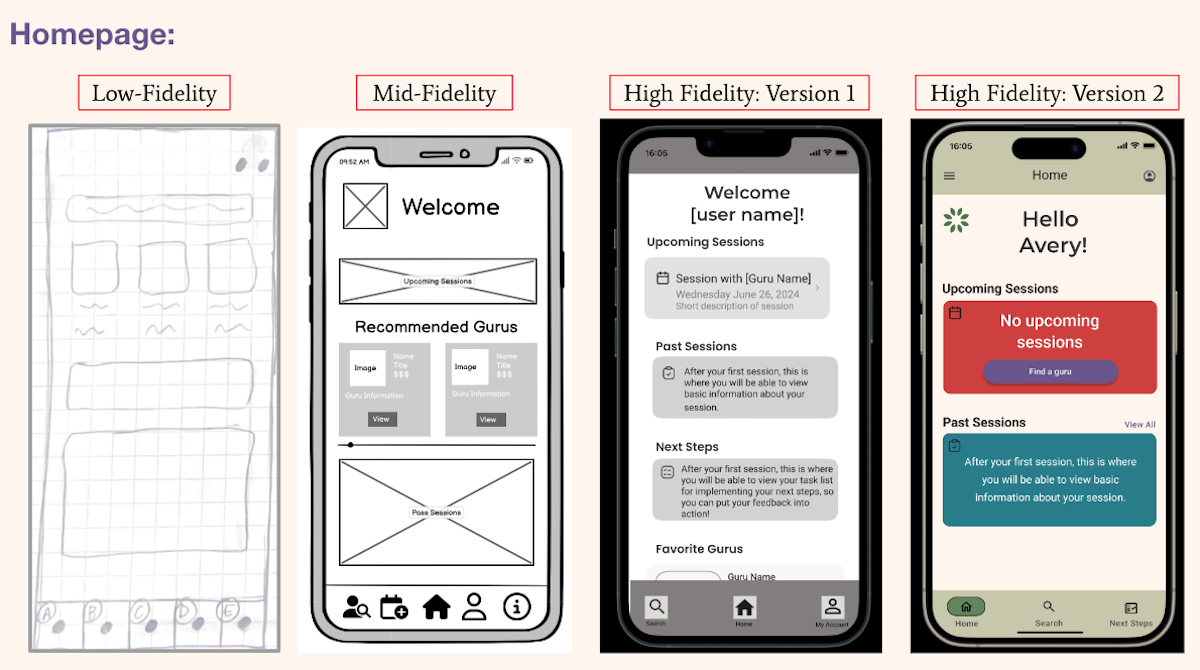 Homepage:
Low-Fidelity
A
B
C
D
E
Mid-Fidelity
09:52 AM
Welcome
Upcoming Sessions
Recommended Gurus
Image
Name
Title
$$$
Guru Information
View
Image
Name
Title
$$$
Guru Information
View
Pass Sessions
High Fidelity: Version 1
16:05
Welcome
[user name]!
Upcoming Sessions
Session with [Guru Name]
Wednesday June 26, 2024
Short description of session
Past Sessions
After your first session, this is
where you will be able to view
basic information about your
session.
Next Steps
After your first session, this is where
you will be able to view your task list
for implementing your next steps, so
you can put your feedback into
action!
Favorite Gurus
Guru Name
Search
Home
My Account
High Fidelity: Version 2
16:05
Home
Hello
Avery!
Upcoming Sessions
No upcoming
sessions
Find a guru
Past Sessions
View All
After your first session, this is where
you will be able to view basic
information about your session.
Home
Search
Next Steps